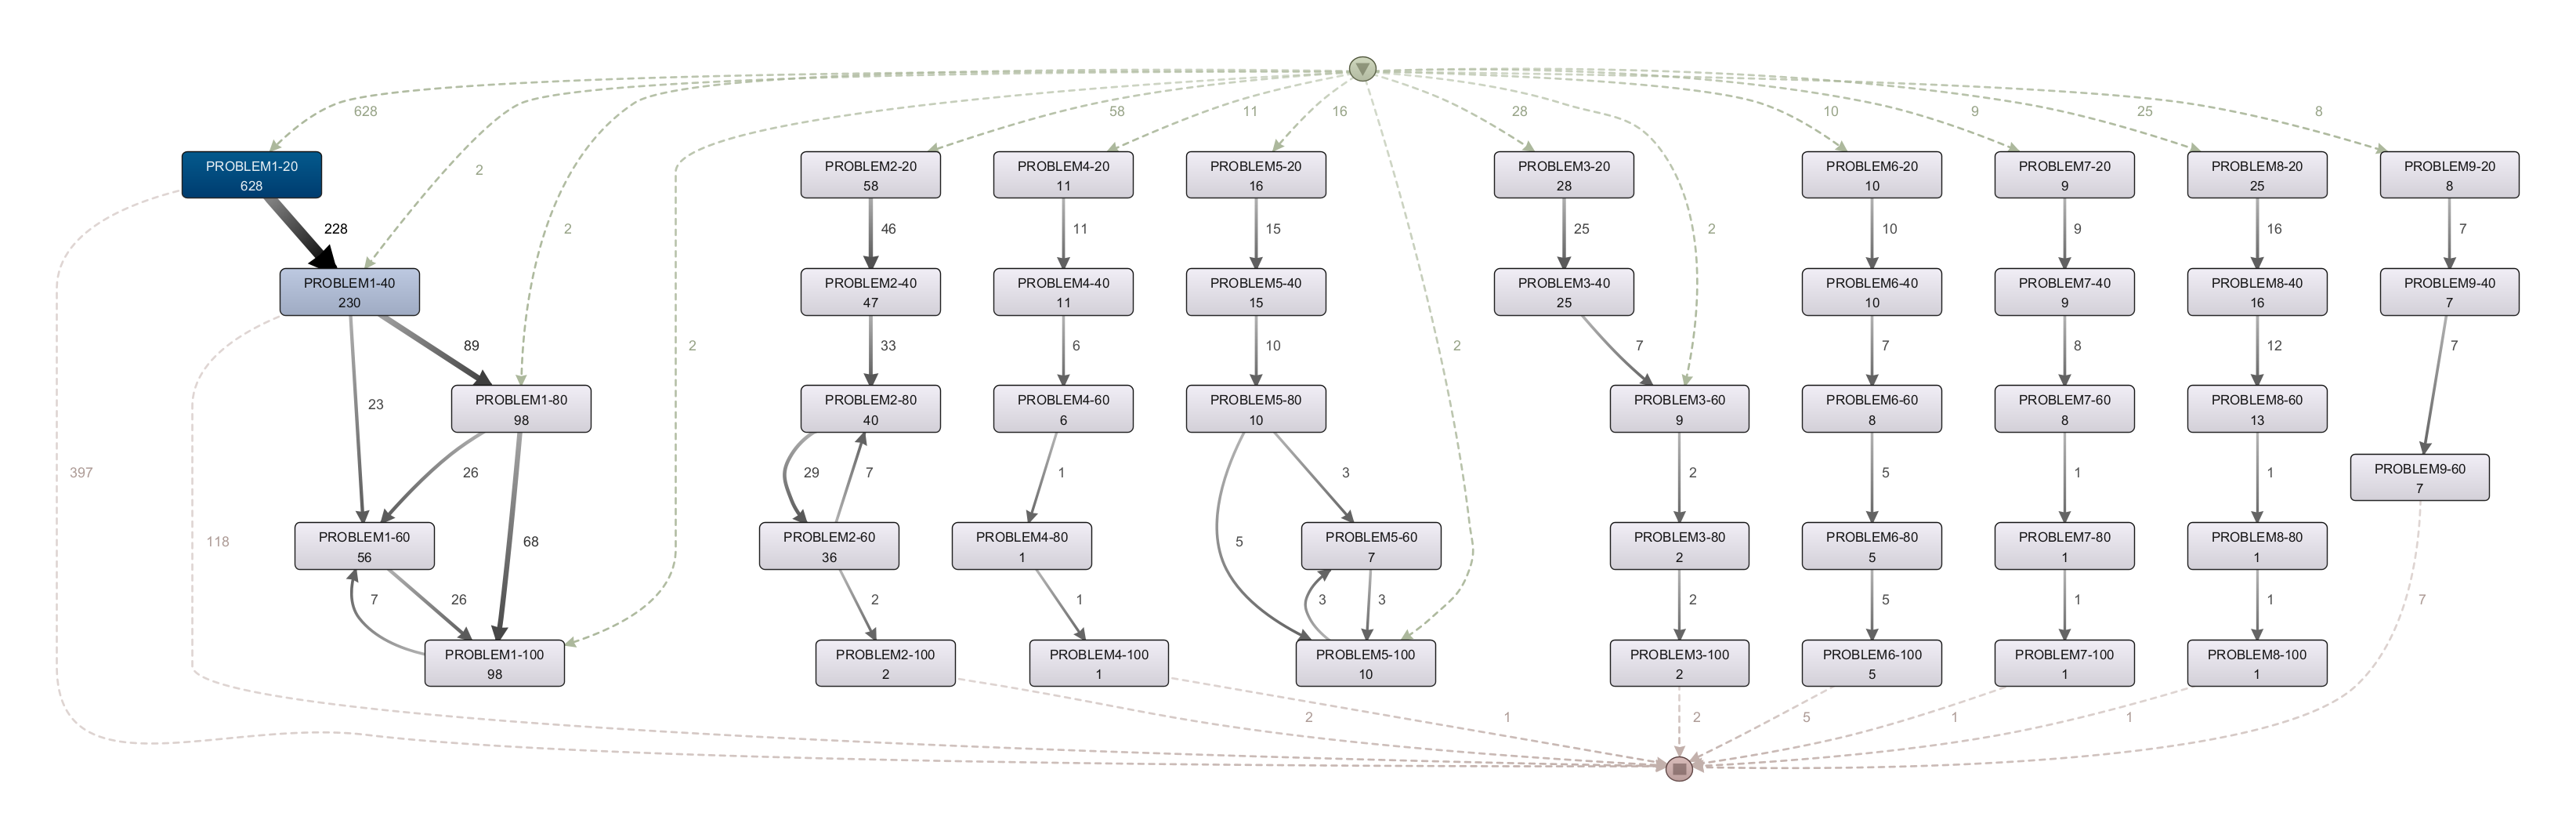 628
2
2
2
58
11
16
2
28
2
10
9
25
8
PROBLEM1-20
628
PROBLEM2-20
58
PROBLEM4-20
11
PROBLEM5-20
16
PROBLEM3-20
28
PROBLEM6-20
10
PROBLEM7-20
9
PROBLEM8-20
25
PROBLEM9-20
8
228
46
11
15
25
10
9
16
7
PROBLEM1-40
230
PROBLEM2-40
47
PROBLEM4-40
11
PROBLEM5-40
15
PROBLEM3-40
25
PROBLEM6-40
10
PROBLEM7-40
9
PROBLEM8-40
16
PROBLEM9-40
7
89
33
6
10
7
7
8
12
7
23
PROBLEM1-80
98
PROBLEM2-80
40
PROBLEM4-60
6
PROBLEM5-80
10
PROBLEM3-60
9
PROBLEM6-60
8
PROBLEM7-60
8
PROBLEM8-60
13
PROBLEM9-60
7
397
26
29
7
1
3
2
5
1
1
118
68
5
PROBLEM1-60
56
PROBLEM2-60
36
PROBLEM4-80
1
PROBLEM5-60
7
PROBLEM3-80
2
PROBLEM6-80
5
PROBLEM7-80
1
PROBLEM8-80
1
7
26
2
1
3
3
2
5
1
1
7
PROBLEM1-100
98
PROBLEM2-100
2
PROBLEM4-100
1
PROBLEM5-100
10
PROBLEM3-100
2
PROBLEM6-100
5
PROBLEM7-100
1
PROBLEM8-100
1
2
1
2
5
1
1